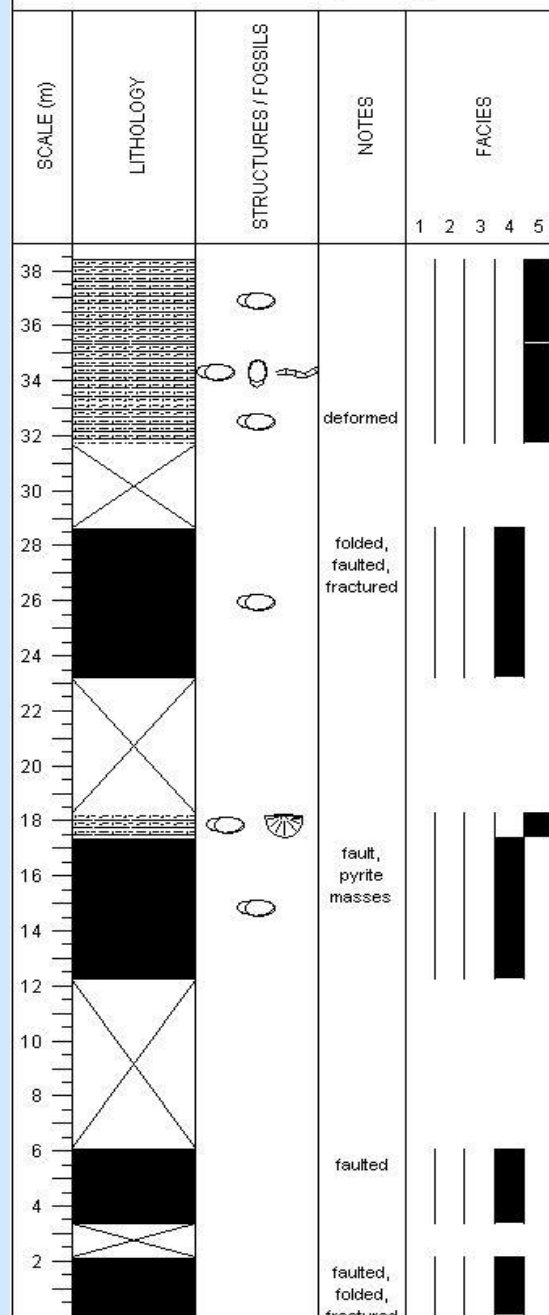 SCALE (m)
LITHOLOGY
STRUCTURES / FOSSILS
NOTES
FACIES
1 2 3 4 5
38
36
34
32
deformed
30
28
folded,
faulted,
fractured
26
24
22
20
18
fault,
pyrite
masses
16
14
12
10
8
6
faulted
4
2
faulted,
folded,
fractured